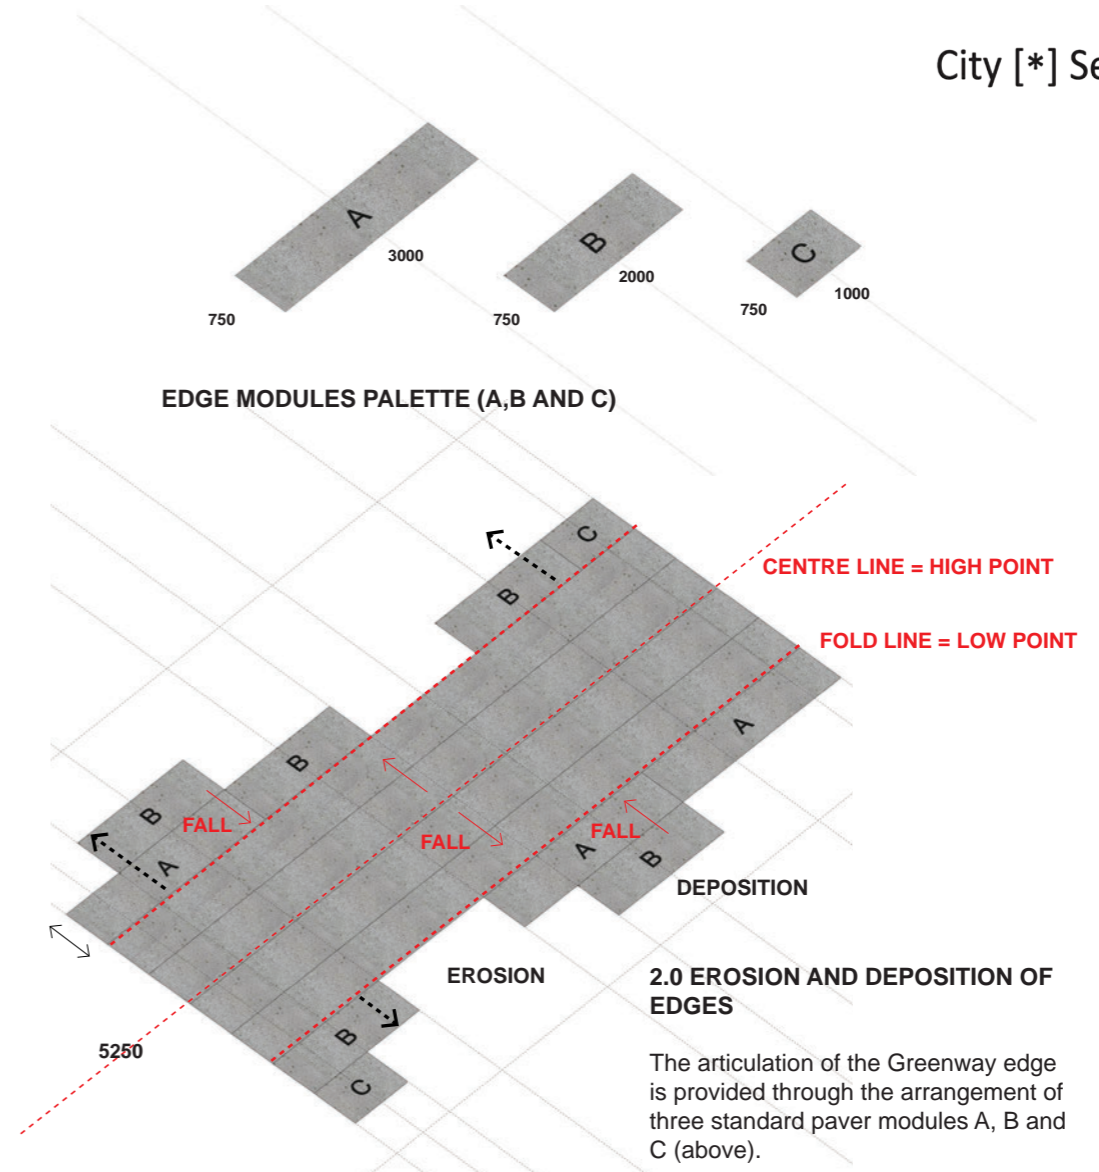 City [*] Se
A
3000
750
B
2000
750
C
1000
750
EDGE MODULES PALETTE (A,B AND C)
C
B
CENTRE LINE = HIGH POINT
FOLD LINE = LOW POINT
A
B
B
FALL
A
FALL
FALL
A
B
DEPOSITION
EROSION
B
C
5250
2.0 EROSION AND DEPOSITION OF
EDGES
The articulation of the Greenway edge
is provided through the arrangement of
three standard paver modules A, B and
C (above).